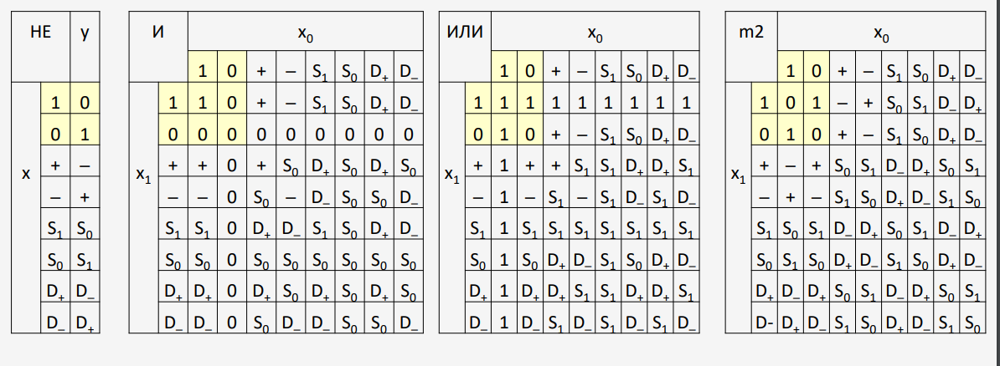 НЕ y И x₀ ИЛИ x₀ m2 x₀
1 0 + – S₁ S₀ D₊ D₋ 1 0 + – S₁ S₀ D₊ D₋ 1 0 + – S₁ S₀ D₊ D₋
1 0 1 1 0 + – S₁ S₀ D₊ D₋ 1 1 1 1 1 1 1 1 1 1 0 1 – + S₀ S₁ D₋ D₊
0 1 0 0 0 0 0 0 0 0 0 0 1 0 + – S₁ S₀ D₊ D₋ 0 1 0 + – S₁ S₀ D₊ D₋
x + – x₁ + + 0 + S₀ D₊ S₀ D₊ S₀ x₁ + 1 + + S₁ S₁ D₊ D₊ S₁ x₁ + – + S₀ S₁ D₋ D₊ S₀ S₁
– + – – 0 S₀ – D₋ S₀ S₀ D₋ – 1 – S₁ – S₁ D₋ S₁ D₋ – + – S₁ S₀ D₊ D₋ S₁ S₀
S₁ S₀ S₁ S₁ 0 D₊ D₋ S₁ S₀ D₊ D₋ S₁ 1 S₁ S₁ S₁ S₁ S₁ S₁ S₁ S₁ S₀ S₁ D₋ D₊ S₀ S₁ D₋ D₊
S₀ S₁ S₀ S₀ 0 S₀ S₀ S₀ S₀ S₀ S₀ S₀ 1 S₀ D₊ D₋ S₁ S₀ D₊ D₋ S₀ S₁ S₀ D₊ D₋ S₁ S₀ D₊ D₋
D₊ D₋ D₊ D₊ 0 D₊ S₀ D₊ S₀ D₊ S₀ D₊ 1 D₊ D₊ S₁ S₁ D₊ D₊ S₁ D₊ D₋ D₊ S₀ S₁ D₋ D₊ S₀ S₁
D₋ D₊ D₋ D₋ 0 S₀ D₋ D₋ S₀ S₀ D₋ D₋ 1 D₋ S₁ D₋ S₁ D₋ S₁ D₋ D- D₊ D₋ S₁ S₀ D₊ D₋ S₁ S₀